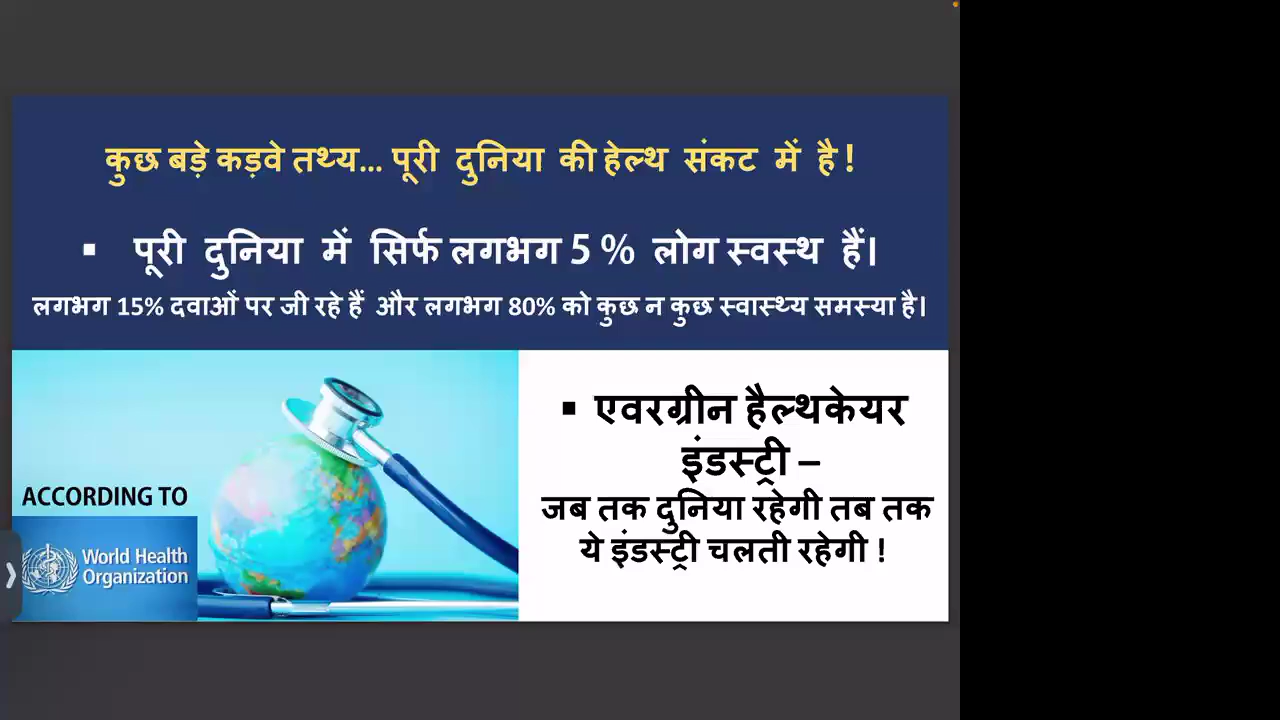 कुछ बड़े कड़वे तथ्य... पूरी दुनिया की हेल्थ संकट में है !
▪ पूरी दुनिया में सिर्फ लगभग 5 % लोग स्वस्थ हैं।
लगभग 15% दवाओं पर जी रहे हैं और लगभग 80% को कुछ न कुछ स्वास्थ्य समस्या है।
ACCORDING TO
World Health
Organization
▪ एवरग्रीन हैल्थकेयर
इंडस्ट्री –
जब तक दुनिया रहेगी तब तक
ये इंडस्ट्री चलती रहेगी !